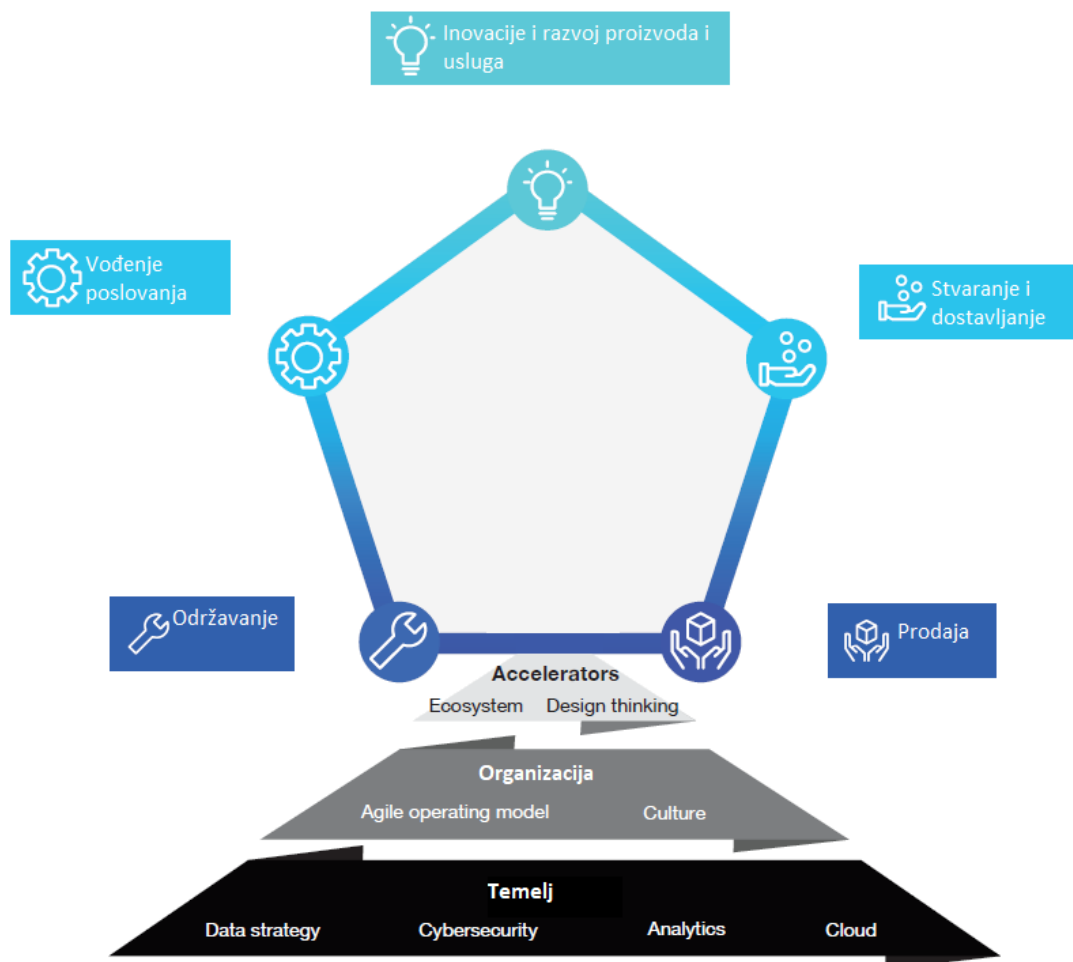 Inovacije i razvoj proizvoda i
usluga
Vođenje
poslovanja
Stvaranje i
dostavljanje
Održavanje
Prodaja
Accelerators
Ecosystem Design thinking
Organizacija
Agile operating model Culture
Temelj
Data strategy Cybersecurity Analytics Cloud